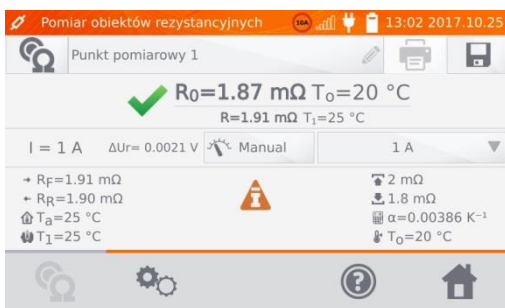 Pomiar obiektów rezystancyjnych 10A 13:02 2017.10.25
Punkt pomiarowy 1
R₀=1.87 mΩ T₀=20 °C
R=1.91 mΩ T₁=25 °C
I = 1 A ΔUr= 0.0021 V Manual 1 A
RF=1.91 mΩ 2 mΩ
RR=1.90 mΩ 1.8 mΩ
Ta=25 °C α=0.00386 K⁻¹
T1=25 °C T₀=20 °C